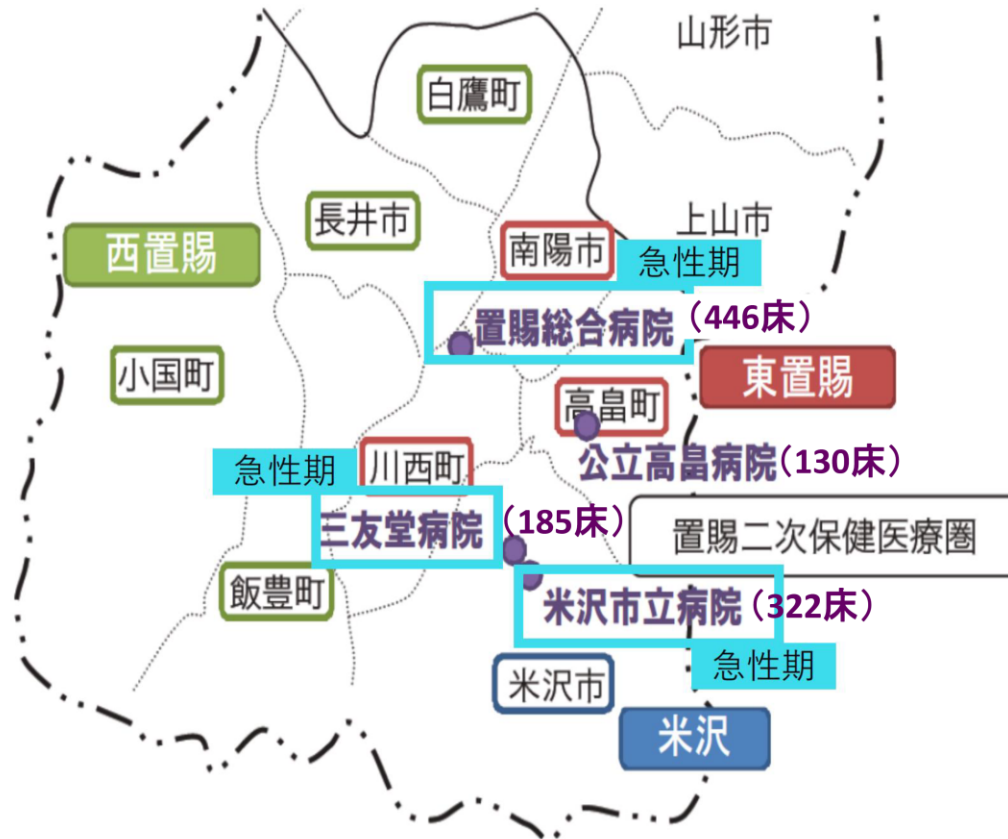 山形市
白鷹町
長井市
上山市
西置賜
南陽市
急性期
置賜総合病院(446床)
小国町
東置賜
高畠町
川西町
公立高畠病院(130床)
急性期
三友堂病院(185床)
置賜二次保健医療圏
飯豊町
米沢市立病院(322床)
急性期
米沢市
米沢